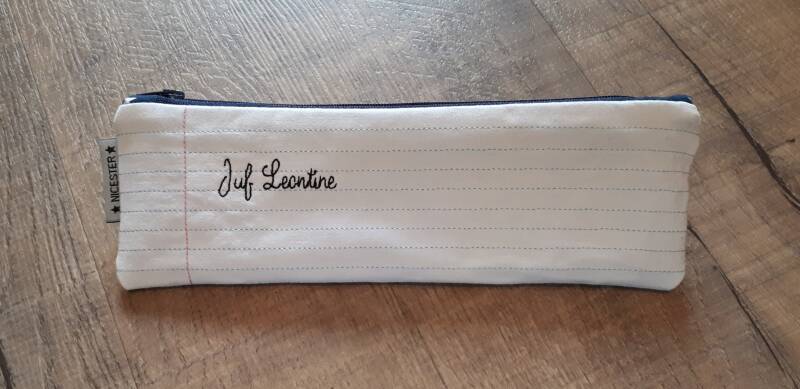 ★ NICESTER ★
Juf Leontine